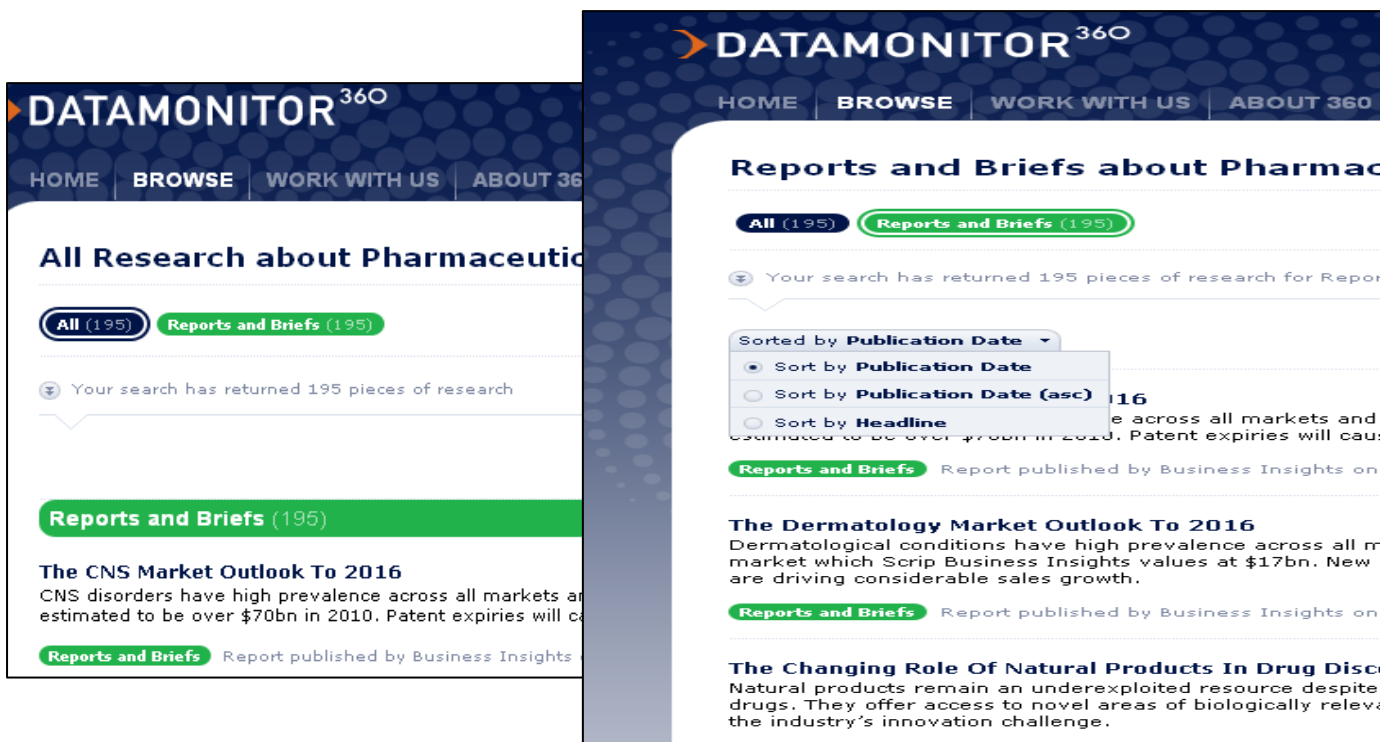 DATAMONITOR360
HOME BROWSE WORK WITH US ABOUT 36
All Research about Pharmaceutic
All (195) Reports and Briefs (195)
Your search has returned 195 pieces of research
Reports and Briefs (195)
The CNS Market Outlook To 2016
CNS disorders have high prevalence across all markets
estimated to be over $70bn in 2010. Patent expiries will
Reports and Briefs Report published by Business Insights
DATAMONITOR360
HOME BROWSE WORK WITH US ABOUT 360
Reports and Briefs about Pharmac
All (195) Reports and Briefs (195)
Your search has returned 195 pieces of research for Repor
Sorted by Publication Date
Sort by Publication Date
Sort by Publication Date (asc)
Sort by Headline
16
e across all markets and
estimated to be over $70bn in 2010. Patent expiries will cau
Reports and Briefs Report published by Business Insights on
The Dermatology Market Outlook To 2016
Dermatological conditions have high prevalence across all m
market which Scrip Business Insights values at $17bn. New
are driving considerable sales growth.
Reports and Briefs Report published by Business Insights on
The Changing Role Of Natural Products In Drug Disc
Natural products remain an underexploited resource despite
drugs. They offer access to novel areas of biologically relev
the industry's innovation challenge.